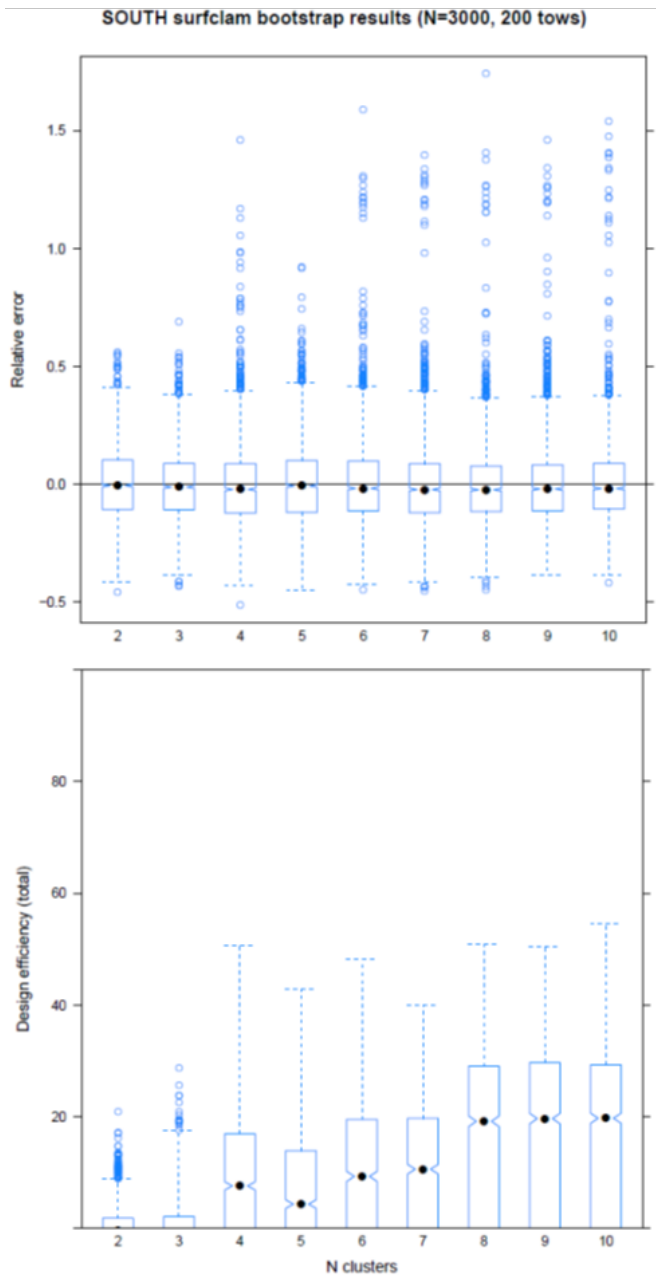 SOUTH surfclam bootstrap results (N=3000, 200 tows)
Relative error
1.5
1.0
0.5
0.0
−0.5
2 3 4 5 6 7 8 9 10
Design efficiency (total)
80
60
40
20
2 3 4 5 6 7 8 9 10
N clusters